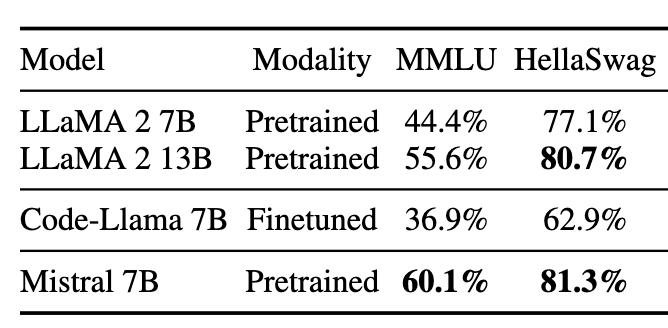 Model Modality MMLU HellaSwag
LLaMA 2 7B Pretrained 44.4% 77.1%
LLaMA 2 13B Pretrained 55.6% 80.7%
Code-Llama 7B Finetuned 36.9% 62.9%
Mistral 7B Pretrained 60.1% 81.3%